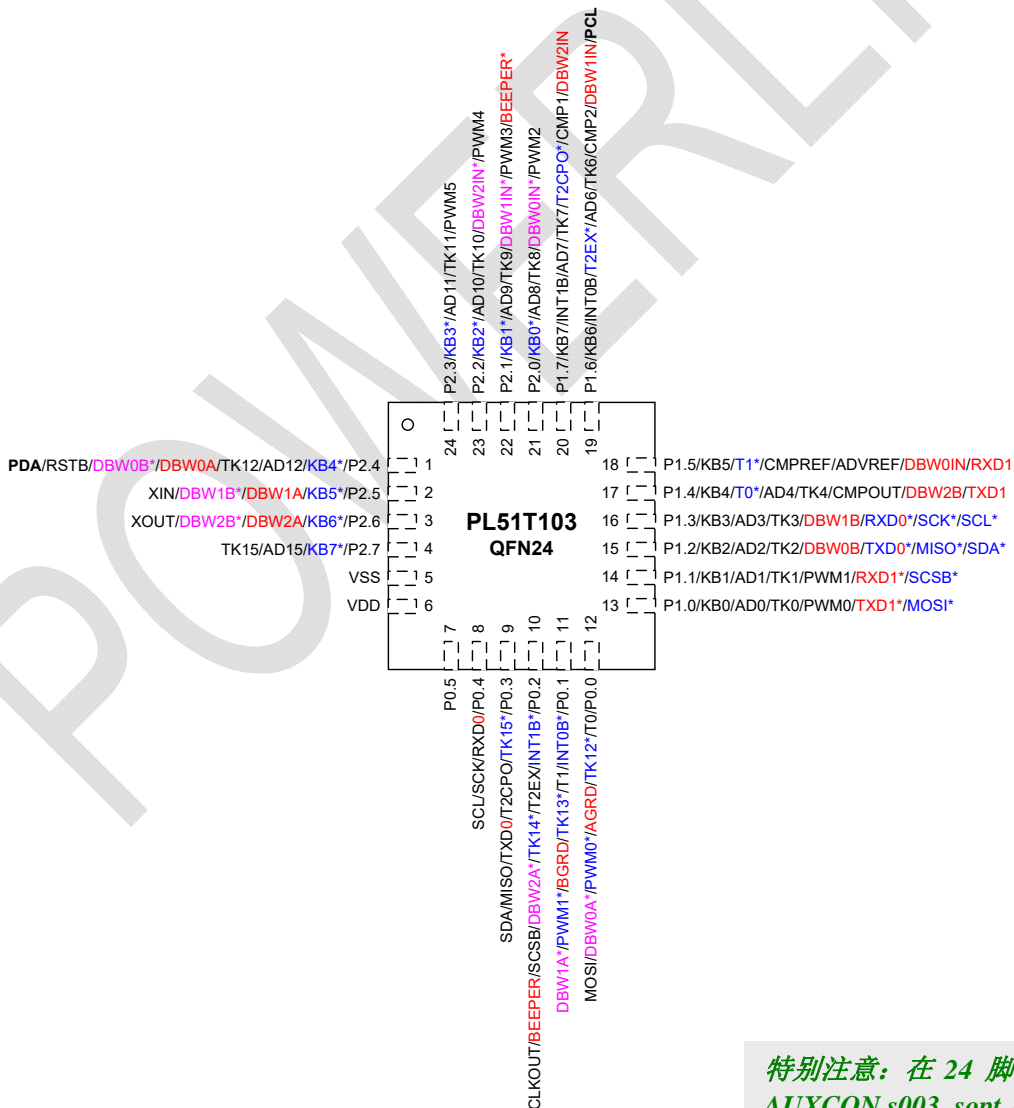 P2.3/KB3*/AD11/TK11/PWM5
P2.2/KB2*/AD10/TK10/DBW2IN*/PWM4
P2.1/KB1*/AD9/TK9/DBW1IN*/PWM3/BEEPER*
P2.0/KB0*/AD8/TK8/DBW0IN*/PWM2
P1.7/KB7/INT1B/AD7/TK7/T2CPO*/CMP1/DBW2IN
P1.6/KB6/INT0B/T2EX*/AD6/TK6/CMP2/DBW1IN/PCL
24
23
22
21
20
19
PDA/RSTB/DBW0B*/DBW0A/TK12/AD12/KB4*/P2.4 1
XIN/DBW1B*/DBW1A/KB5*/P2.5 2
XOUT/DBW2B*/DBW2A/KB6*/P2.6 3
TK15/AD15/KB7*/P2.7 4
VSS 5
VDD 6
PL51T103
QFN24
18 P1.5/KB5/T1*/CMPREF/ADVREF/DBW0IN/RXD1
17 P1.4/KB4/T0*/AD4/TK4/CMPOUT/DBW2B/TXD1
16 P1.3/KB3/AD3/TK3/DBW1B/RXD0*/SCK*/SCL*
15 P1.2/KB2/AD2/TK2/DBW0B/TXD0*/MISO*/SDA*
14 P1.1/KB1/AD1/TK1/PWM1/RXD1*/SCSB*
13 P1.0/KB0/AD0/TK0/PWM0/TXD1*/MOSI*
7
8
9
10
11
12
P0.5
SCL/SCK/RXD0/P0.4
SDA/MISO/TXD0/T2CPO/TK15*/P0.3
CLKOUT/BEEPER/SCSB/DBW2A*/TK14*/T2EX/INT1B*/P0.2
DBW1A*/PWM1*/BGRD/TK13*/T1/INT0B*/P0.1
MOSI/DBW0A*/PWM0*/AGRD/TK12*/T0/P0.0
特别注意：在 24 脚
POWERL